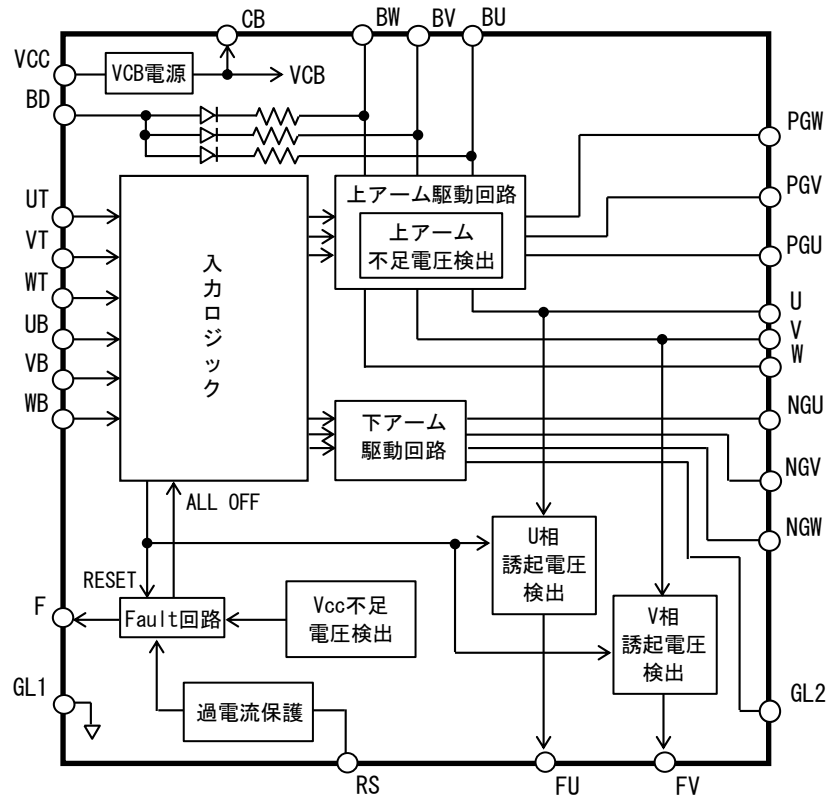 CB
BW
BV
BU
VCC
VCB電源
VCB
BD
PGW
上アーム駆動回路
上アーム
不足電圧検出
PGV
UT
VT
入力ロジック
PGU
WT
U
UB
V
W
VB
WB
下アーム
駆動回路
NGU
NGV
ALL OFF
U相
誘起電圧
検出
NGW
RESET
F
Fault回路
Vcc不足
電圧検出
V相
誘起電圧
検出
GL1
過電流保護
GL2
RS
FU
FV